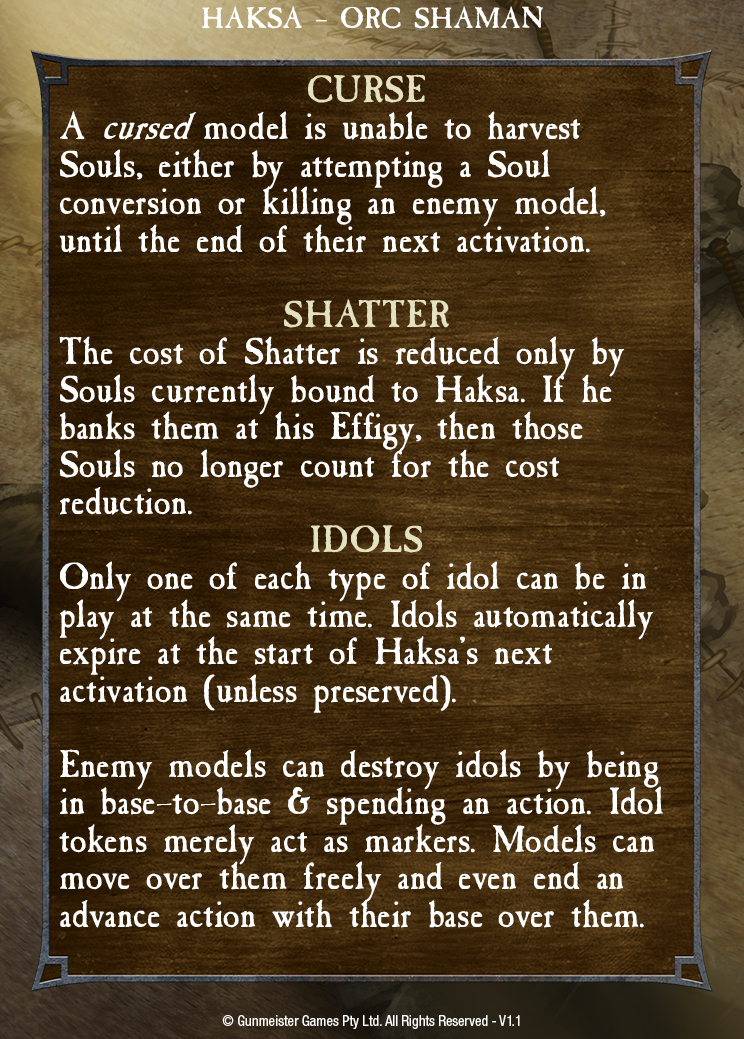 HAKSA - ORC SHAMAN
CURSE
A cursed model is unable to harvest
Souls, either by attempting a Soul
conversion or killing an enemy model,
until the end of their next activation.
SHATTER
The cost of Shatter is reduced only by
Souls currently bound to Haksa. If he
banks them at his Effigy, then those
Souls no longer count for the cost
reduction.
IDOLS
Only one of each type of idol can be in
play at the same time. Idols automatically
expire at the start of Haksa's next
activation (unless preserved).
Enemy models can destroy idols by being
in base-to-base & spending an action. Idol
tokens merely act as markers. Models can
move over them freely and even end an
advance action with their base over them.
© Gunmeister Games Pty Ltd. All Rights Reserved - V1.1